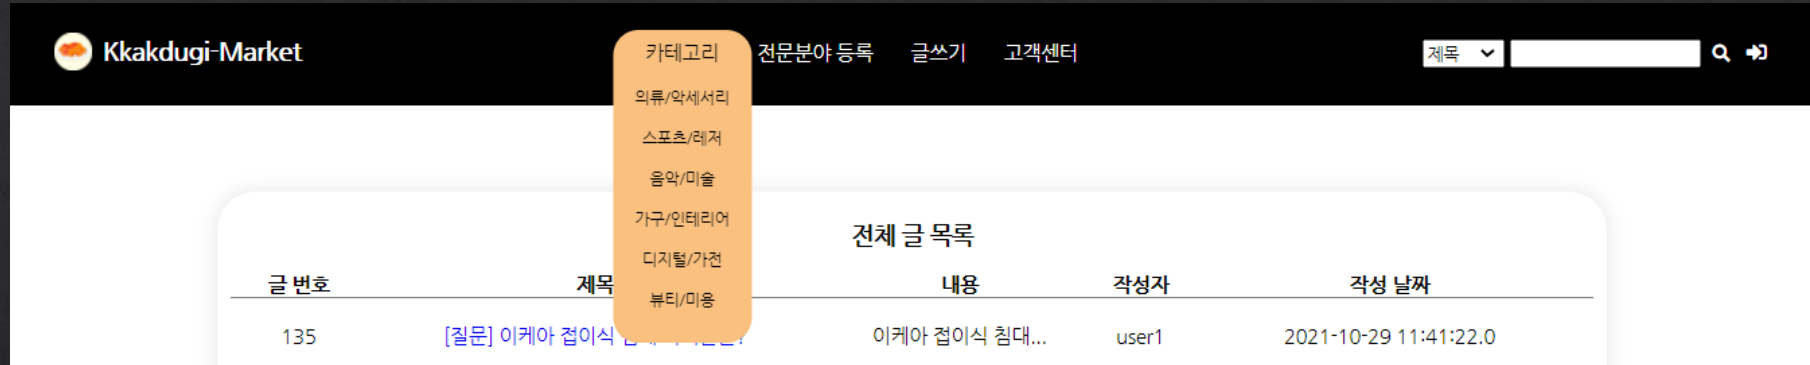 Kkakdugi-Market 카테고리 전문분야 등록 글쓰기 고객센터 제목
의류/악세서리
스포츠/레저
음악/미술
가구/인테리어
디지털/가전
뷰티/미용
전체 글 목록
글 번호 제목 내용 작성자 작성 날짜
135 [질문] 이케아 접이식 이케아 접이식 침대... user1 2021-10-29 11:41:22.0